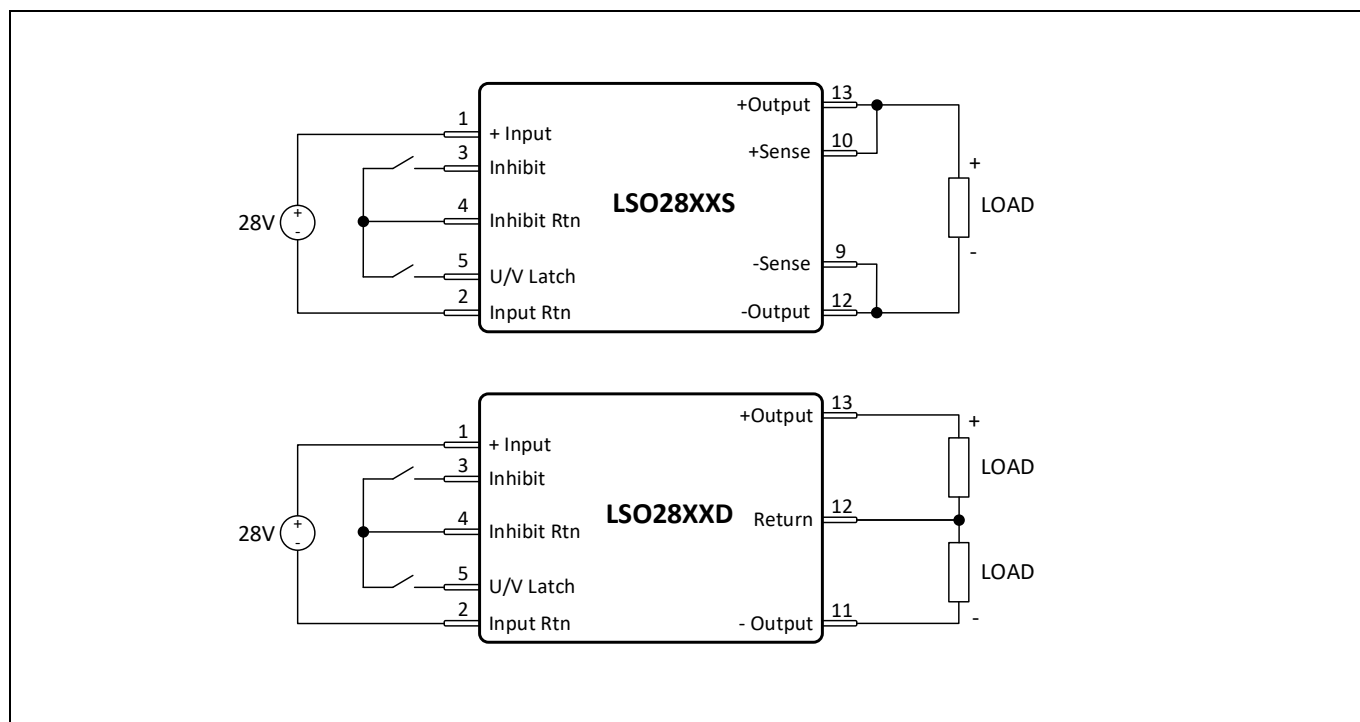 13
+Output
1
+ Input
10
3
+Sense
+
Inhibit
LSO28XXS
4
28V
+
-
Inhibit Rtn
LOAD
9
5
-Sense
-
U/V Latch
12
2
-Output
Input Rtn
13
+Output
1
+
+ Input
3
LOAD
Inhibit
12
LSO28XXD
Return
4
28V
+
-
Inhibit Rtn
5
LOAD
U/V Latch
11
2
- Output
-
Input Rtn